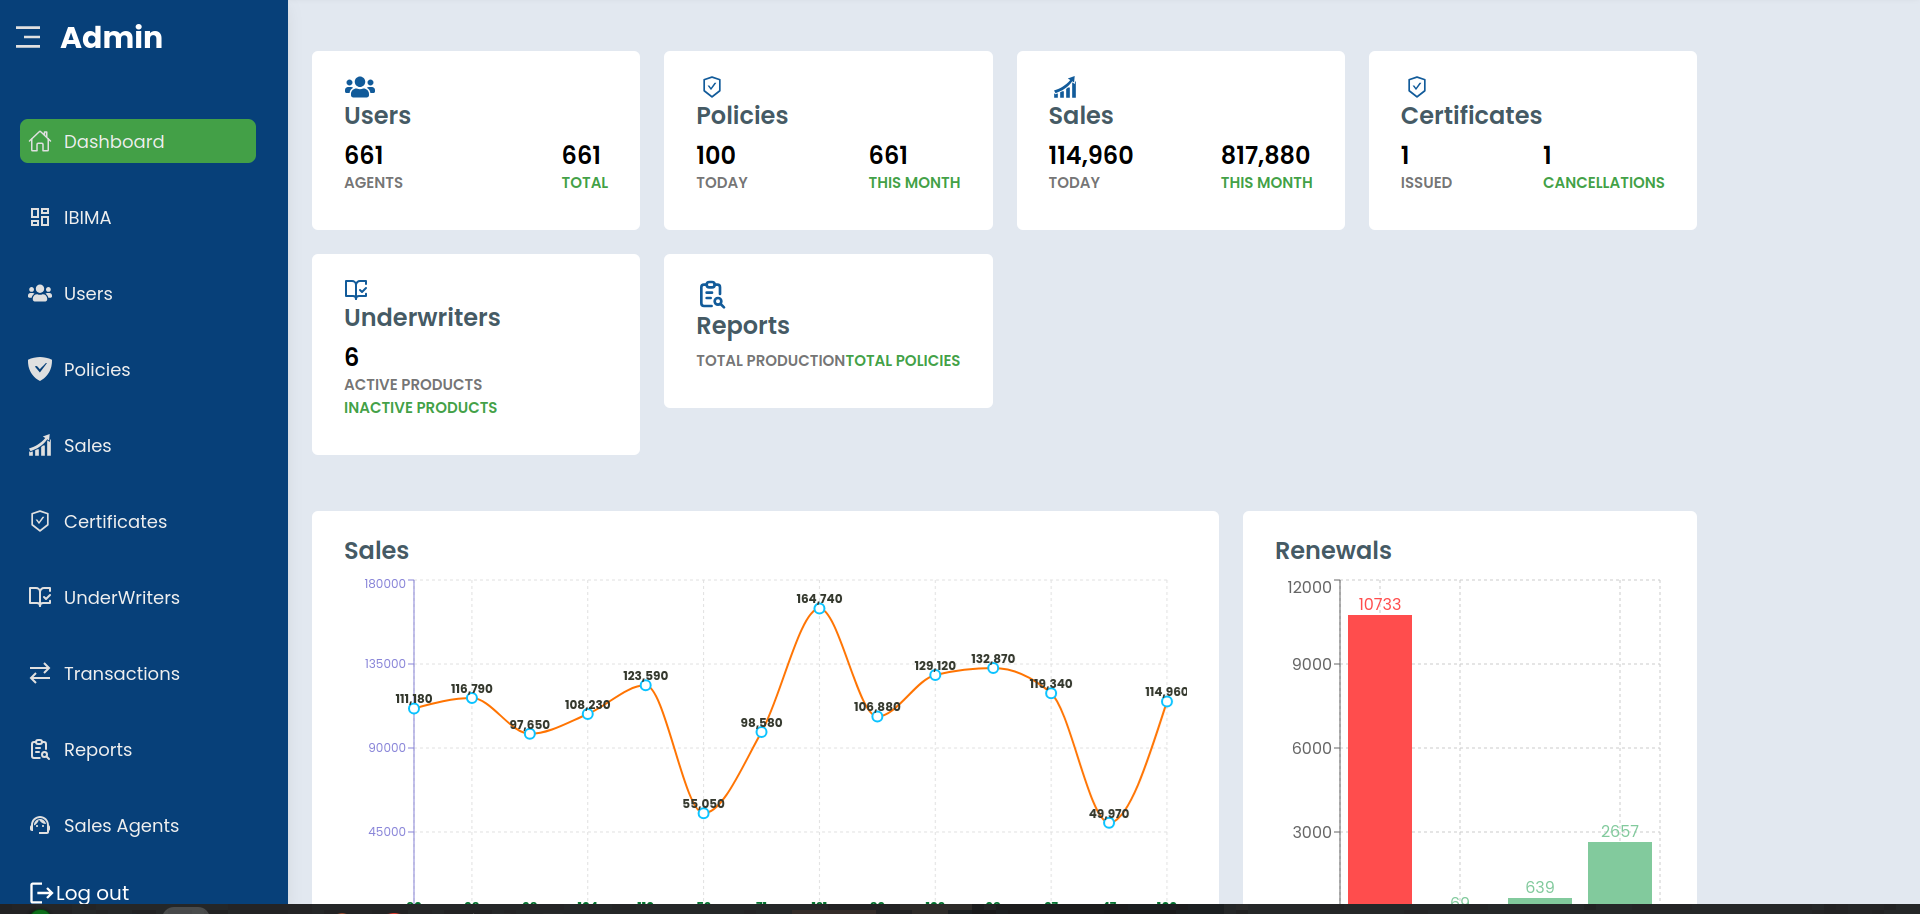 Admin
Dashboard
IBIMA
Users
Policies
Sales
Certificates
UnderWriters
Transactions
Reports
Sales Agents
Log out
Users
661 661
AGENTS TOTAL
Policies
100 661
TODAY THIS MONTH
Sales
114,960 817,880
TODAY THIS MONTH
Certificates
1 1
ISSUED CANCELLATIONS
Underwriters
6
ACTIVE PRODUCTS
INACTIVE PRODUCTS
Reports
TOTAL PRODUCTIONTOTAL POLICIES
Sales
180000
135000
90000
45000
111,180
116,790
97,650
108,230
123,590
55,050
98,580
164,740
106,880
129,120
132,870
119,340
49,970
114,960
Renewals
12000
9000
6000
3000
10733
69
639
2657